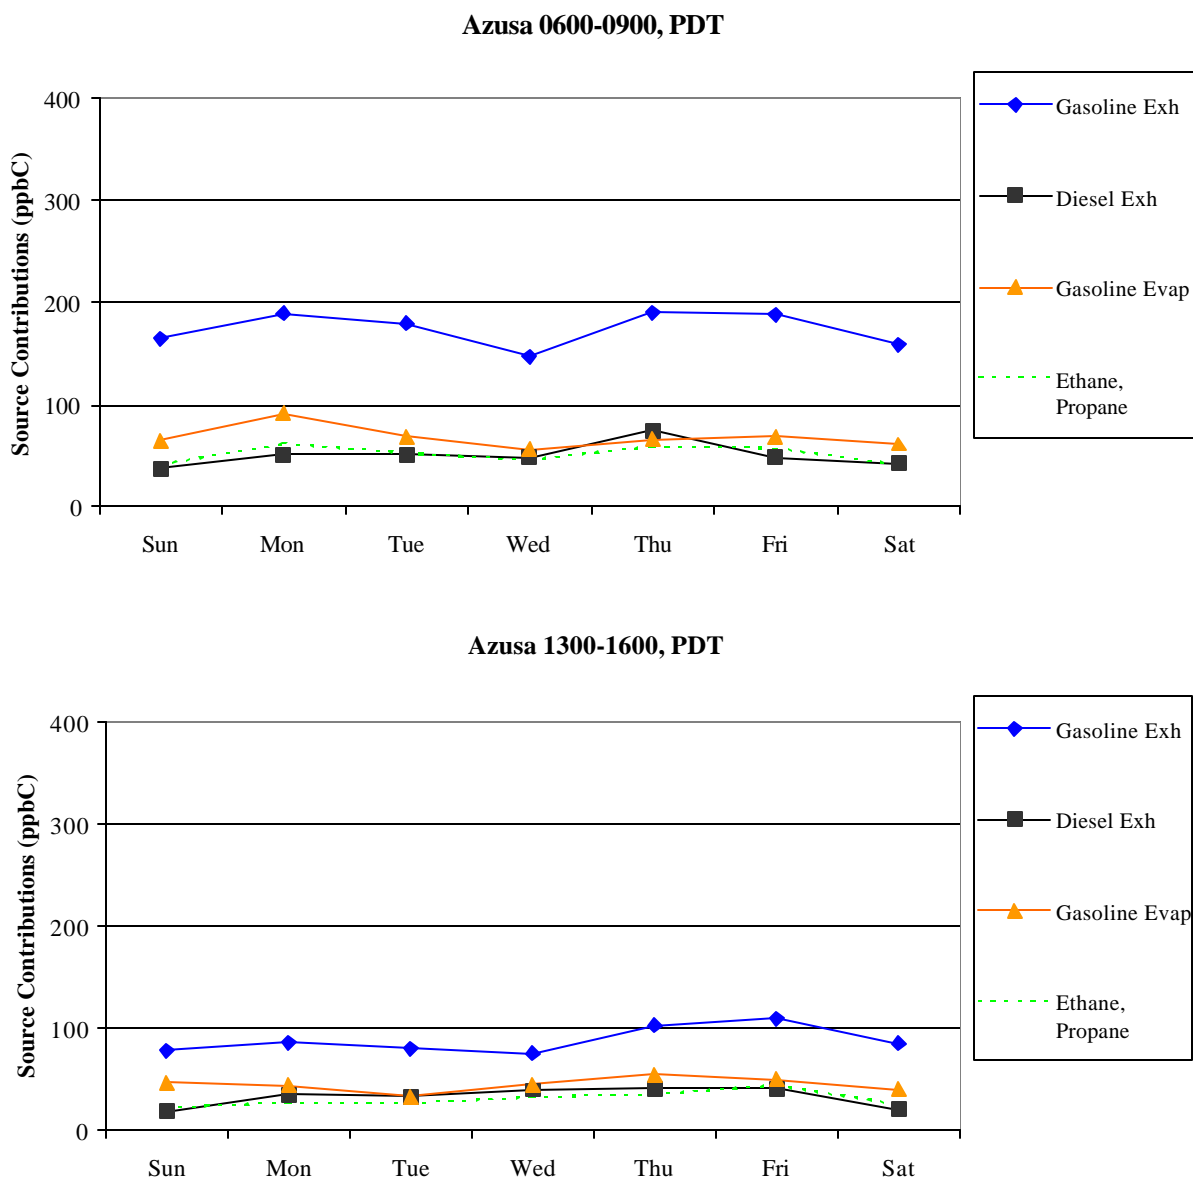 Azusa 0600-0900, PDT
Source Contributions (ppbC)
400
300
200
100
0
Sun Mon Tue Wed Thu Fri Sat
Gasoline Exh
Diesel Exh
Gasoline Evap
Ethane,
Propane
Azusa 1300-1600, PDT
Source Contributions (ppbC)
400
300
200
100
0
Sun Mon Tue Wed Thu Fri Sat
Gasoline Exh
Diesel Exh
Gasoline Evap
Ethane,
Propane